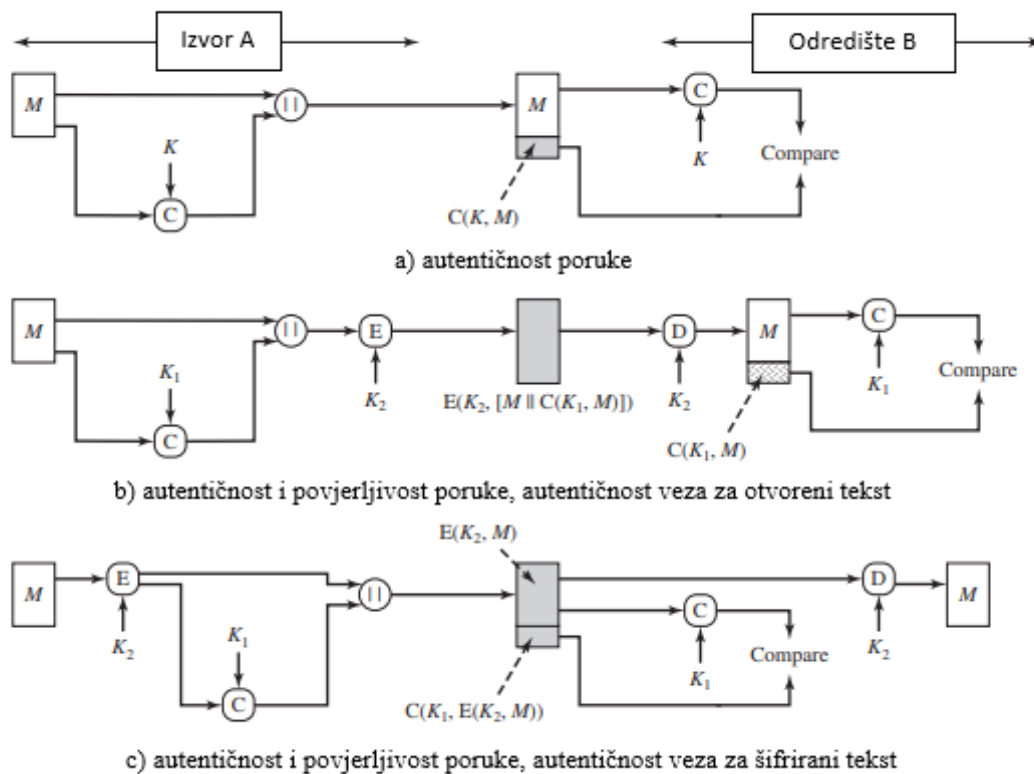 Izvor A
Odredište B
M
||
M
C
K
K
Compare
C
C(K, M)
a) autentičnost poruke
M
||
E
D
M
C
K₁
K₂
E(K₂, [M || C(K₁, M)])
K₂
K₁
Compare
C
C(K₁, M)
b) autentičnost i povjerljivost poruke, autentičnost veza za otvoreni tekst
E(K₂, M)
M
E
||
D
M
C
K₂
K₁
K₁
Compare
K₂
C
C(K₁, E(K₂, M))
c) autentičnost i povjerljivost poruke, autentičnost veza za šifrirani tekst